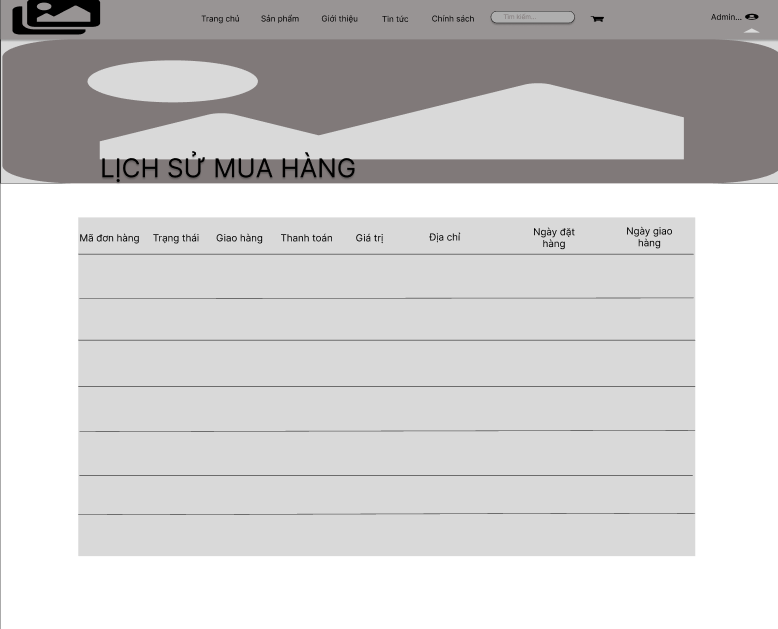 Trang chủ Sản phẩm Giới thiệu Tin tức Chính sách Tìm kiếm... Admin...
LỊCH SỬ MUA HÀNG
Mã đơn hàng Trạng thái Giao hàng Thanh toán Giá trị Địa chỉ Ngày đặt hàng Ngày giao hàng